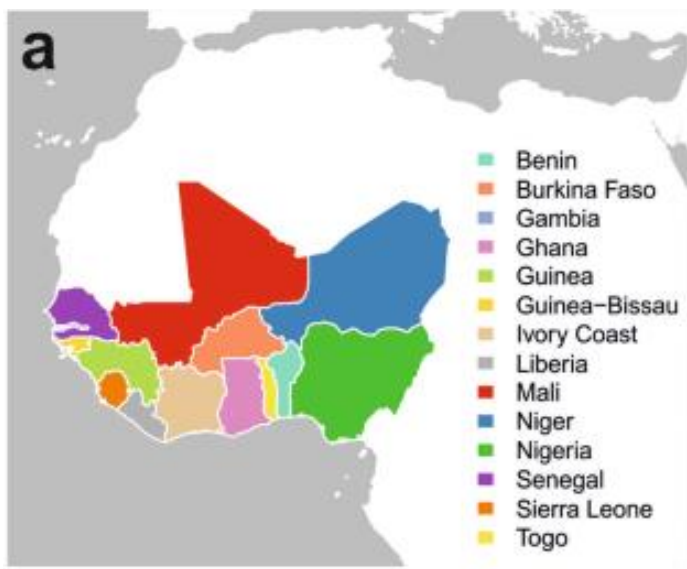 a
Benin
Burkina Faso
Gambia
Ghana
Guinea
Guinea−Bissau
Ivory Coast
Liberia
Mali
Niger
Nigeria
Senegal
Sierra Leone
Togo